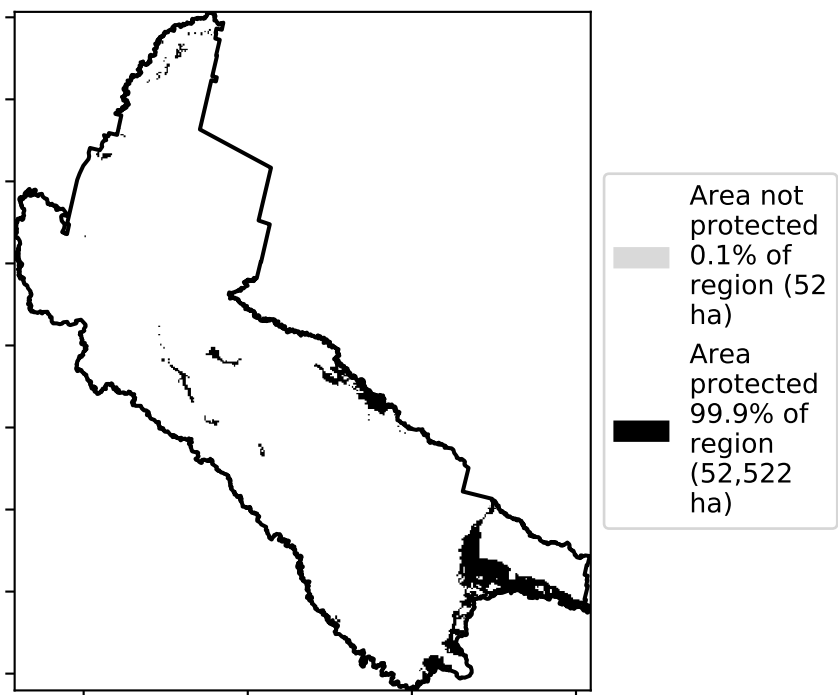 Area not
protected
0.1% of
region (52
ha)
Area
protected
99.9% of
region
(52,522
ha)